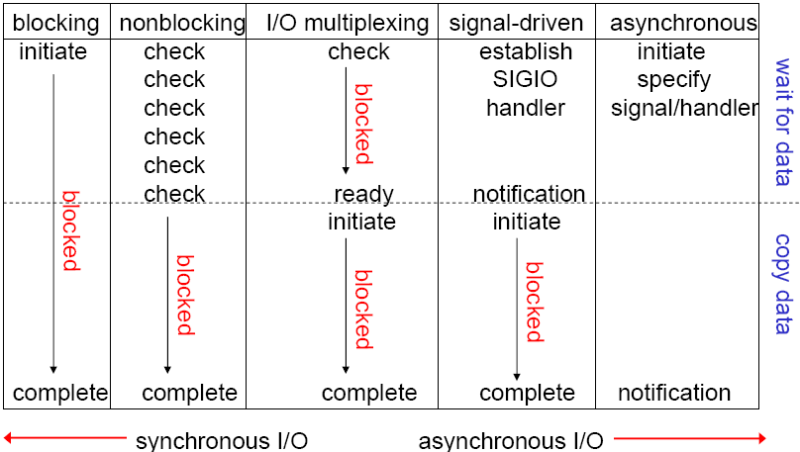 blocking nonblocking I/O multiplexing signal-driven asynchronous
initiate check check establish initiate
check SIGIO specify
check handler signal/handler
check
check
check ready notification
initiate initiate
blocked
blocked
blocked
blocked
blocked
complete complete complete complete notification
wait for data
copy data
synchronous I/O asynchronous I/O